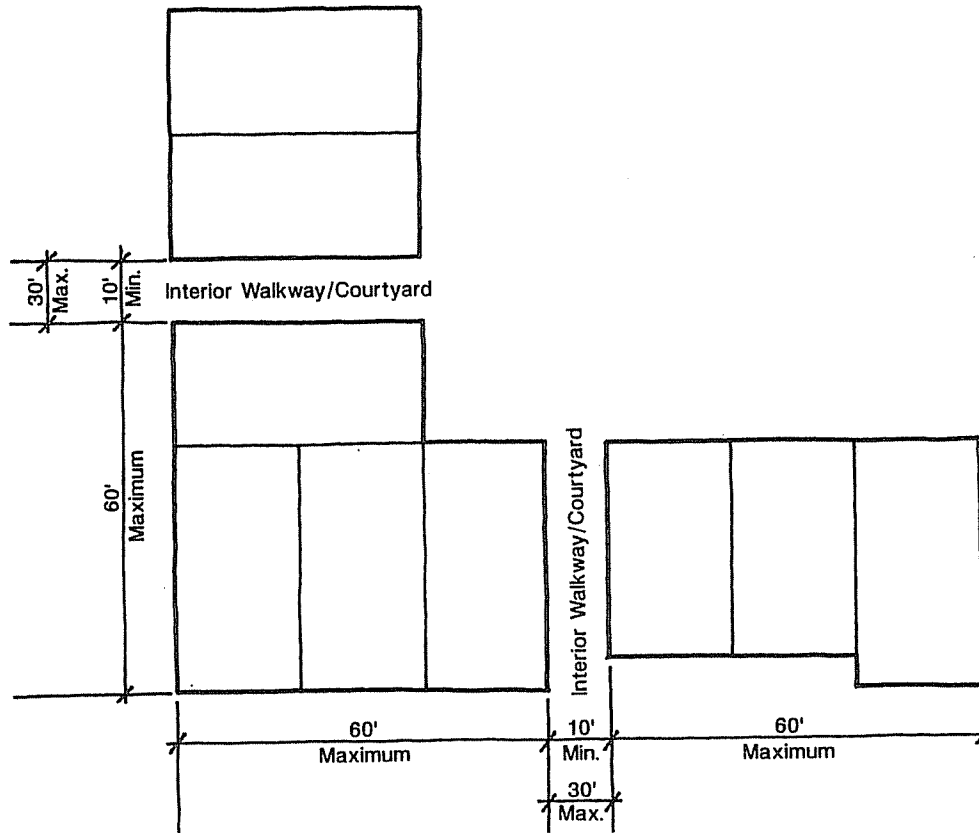 30'
Max.
10'
Min.
Interior Walkway/Courtyard
60'
Maximum
Interior Walkway/Courtyard
60'
Maximum
10'
Min.
60'
Maximum
30'
Max.